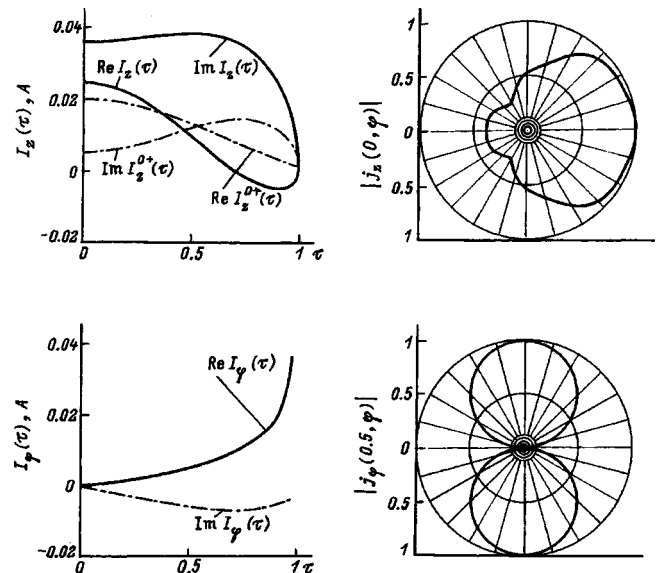 0.04
0.02
0
-0.02
I_z(τ), A
Re I_z(τ)
Im I_z(τ)
Im I_z^{0+}(τ)
Re I_z^{0+}(τ)
0
0.5
1 τ
1
0.5
0
0.5
1
|j_z(0, φ)|
0.04
0.02
0
-0.02
I_φ(τ), A
Re I_φ(τ)
Im I_φ(τ)
0
0.5
1 τ
1
0.5
0
0.5
1
|j_φ(0.5, φ)|